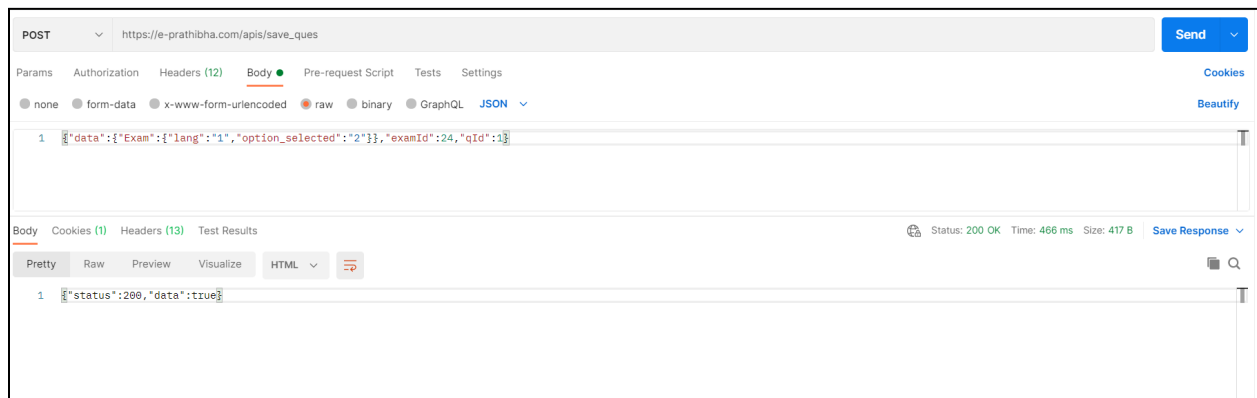 POST https://e-prathibha.com/apis/save_ques Send
Params Authorization Headers (12) Body Pre-request Script Tests Settings Cookies
none form-data x-www-form-urlencoded raw binary GraphQL JSON Beautify
1 {"data":{"Exam":{"lang":"1","option_selected":"2"}},"examId":24,"qId":1}
Body Cookies (1) Headers (13) Test Results Status: 200 OK Time: 466 ms Size: 417 B Save Response
Pretty Raw Preview Visualize HTML
1 {"status":200,"data":true}